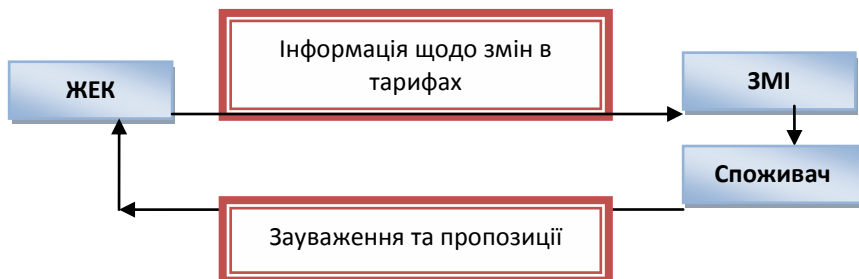 Інформація щодо змін в
тарифах
ЖЕК
ЗМІ
Споживач
Зауваження та пропозиції